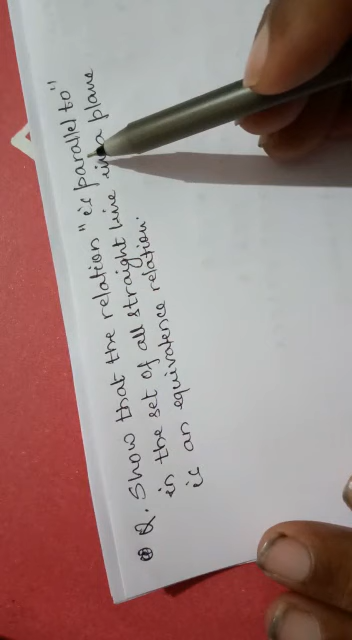 Q. Show that the relation "is parallel to"
in the set of all straight line in a plane
is an equivalence relation.